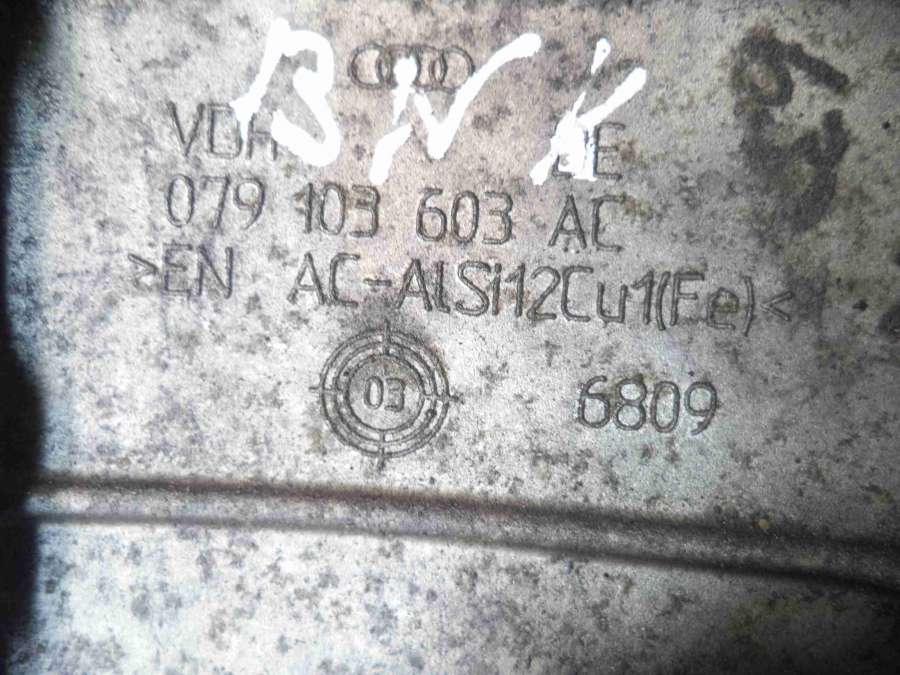 BNK
079 103 603 AC
>EN AC-AlSi12Cu1(Fe)<
03
6809